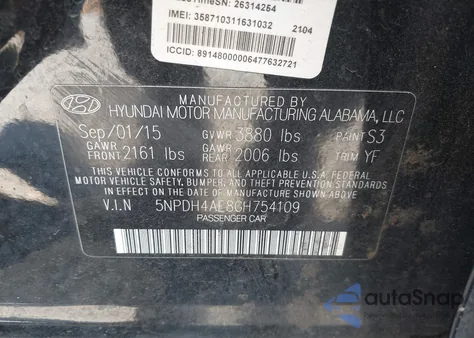 SN: 26314254
IMEI: 358710311631032 2104
ICCID: 89148000006477632721
MANUFACTURED BY
HYUNDAI MOTOR MANUFACTURING ALABAMA, LLC
Sep/01/15 GVWR 3880 lbs PAINT S3
GAWR FRONT 2161 lbs GAWR REAR 2006 lbs TRIM YF
THIS VEHICLE CONFORMS TO ALL APPLICABLE U.S.A FEDERAL
MOTOR VEHICLE SAFETY, BUMPER, AND THEFT PREVENTION
STANDARDS IN EFFECT ON THE DATE OF MANUFACTURE SHOWN ABOVE.
V.I.N 5NPDH4AE8GH754109
PASSENGER CAR
autoSnap